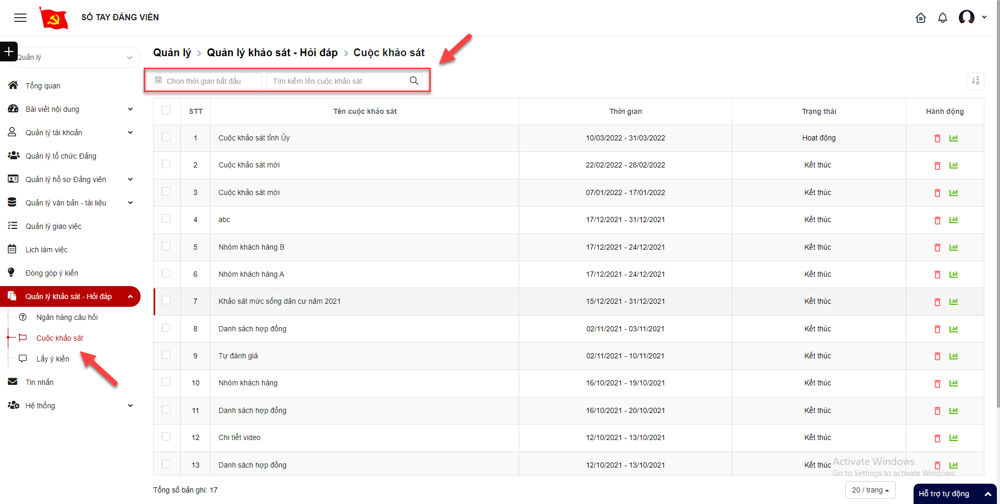 SỔ TAY ĐẢNG VIÊN
Quản lý
Tổng quan
Bài viết nội dung
Quản lý tài khoản
Quản lý tổ chức Đảng
Quản lý hồ sơ Đảng viên
Quản lý văn bản - tài liệu
Quản lý giao việc
Lịch làm việc
Đóng góp ý kiến
Quản lý khảo sát - Hỏi đáp
Ngân hàng câu hỏi
Cuộc khảo sát
Lấy ý kiến
Tin nhắn
Hệ thống
Quản lý > Quản lý khảo sát - Hỏi đáp > Cuộc khảo sát
Chọn thời gian bắt đầu Tìm kiếm tên cuộc khảo sát
STT Tên cuộc khảo sát Thời gian Trạng thái Hành động
1 Cuộc khảo sát tỉnh Ủy 10/03/2022 - 31/03/2022 Hoạt động
2 Cuộc khảo sát mới 22/02/2022 - 28/02/2022 Kết thúc
3 Cuộc khảo sát mới 07/01/2022 - 17/01/2022 Kết thúc
4 abc 17/12/2021 - 31/12/2021 Kết thúc
5 Nhóm khách hàng B 17/12/2021 - 24/12/2021 Kết thúc
6 Nhóm khách hàng A 17/12/2021 - 24/12/2021 Kết thúc
7 Khảo sát mức sống dân cư năm 2021 15/12/2021 - 31/12/2021 Kết thúc
8 Danh sách hợp đồng 02/11/2021 - 03/11/2021 Kết thúc
9 Tự đánh giá 02/11/2021 - 10/11/2021 Kết thúc
10 Nhóm khách hàng 16/10/2021 - 19/10/2021 Kết thúc
11 Danh sách hợp đồng 16/10/2021 - 20/10/2021 Kết thúc
12 Chi tiết video 12/10/2021 - 13/10/2021 Kết thúc
13 Danh sách hợp đồng 12/10/2021 - 13/10/2021 Kết thúc
Activate Windows
Go to Settings to activate Windows.
Tổng số bản ghi: 17
20 / trang
Hỗ trợ tự động